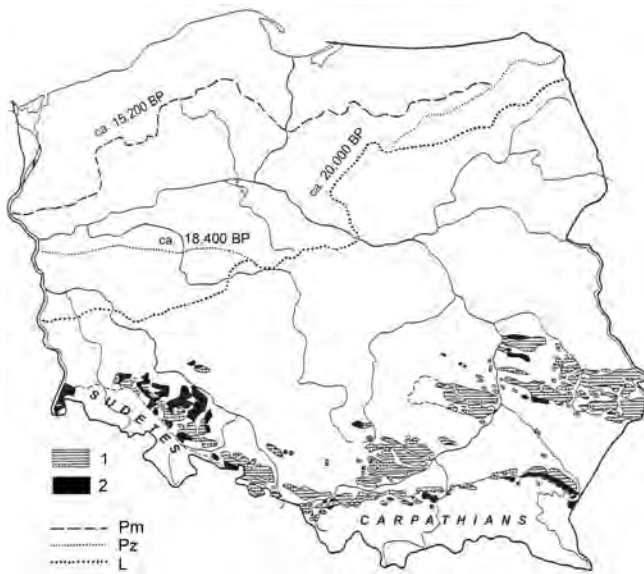 ca. 15,200 BP
ca. 20,000 BP
ca. 18,400 BP
SUDETES
1
2
CARPATHIANS
Pm
Pz
L